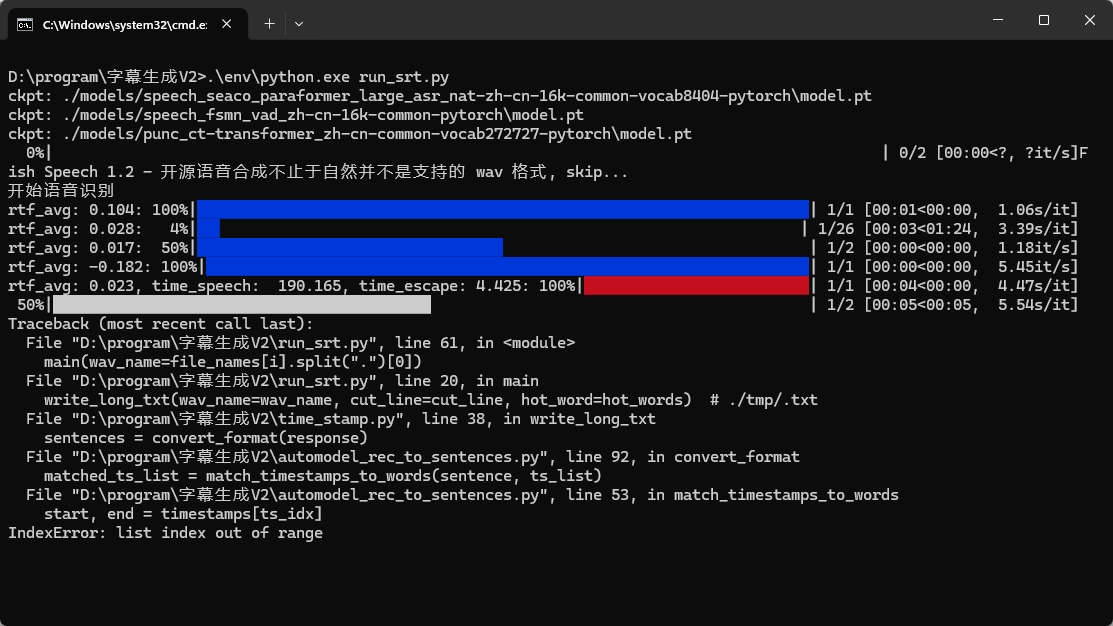 C:\Windows\system32\cmd.e
D:\program\字幕生成V2>.\env\python.exe run_srt.py
ckpt: ./models/speech_seaco_paraformer_large_asr_nat-zh-cn-16k-common-vocab8404-pytorch\model.pt
ckpt: ./models/speech_fsmn_vad_zh-cn-16k-common-pytorch\model.pt
ckpt: ./models/punc_ct-transformer_zh-cn-common-vocab272727-pytorch\model.pt
  0%|                                                                                            | 0/2 [00:00<?, ?it/s]F
ish Speech 1.2 - 开源语音合成不止于自然并不是支持的 wav 格式, skip...
开始语音识别
rtf_avg: 0.104: 100%|                                                                    | 1/1 [00:01<00:00,  1.06s/it]
rtf_avg: 0.028:   4%|                                                                   | 1/26 [00:03<01:24,  3.39s/it]
rtf_avg: 0.017:  50%|                                                                    | 1/2 [00:00<00:00,  1.18it/s]
rtf_avg: -0.182: 100%|                                                                   | 1/1 [00:00<00:00,  5.45it/s]
rtf_avg: 0.023, time_speech:  190.165, time_escape: 4.425: 100%|                         | 1/1 [00:04<00:00,  4.47s/it]
 50%|                                                                                    | 1/2 [00:05<00:05,  5.54s/it]
Traceback (most recent call last):
  File "D:\program\字幕生成V2\run_srt.py", line 61, in <module>
    main(wav_name=file_names[i].split(".")[0])
  File "D:\program\字幕生成V2\run_srt.py", line 20, in main
    write_long_txt(wav_name=wav_name, cut_line=cut_line, hot_word=hot_words)  # ./tmp/.txt
  File "D:\program\字幕生成V2\time_stamp.py", line 38, in write_long_txt
    sentences = convert_format(response)
  File "D:\program\字幕生成V2\automodel_rec_to_sentences.py", line 92, in convert_format
    matched_ts_list = match_timestamps_to_words(sentence, ts_list)
  File "D:\program\字幕生成V2\automodel_rec_to_sentences.py", line 53, in match_timestamps_to_words
    start, end = timestamps[ts_idx]
IndexError: list index out of range